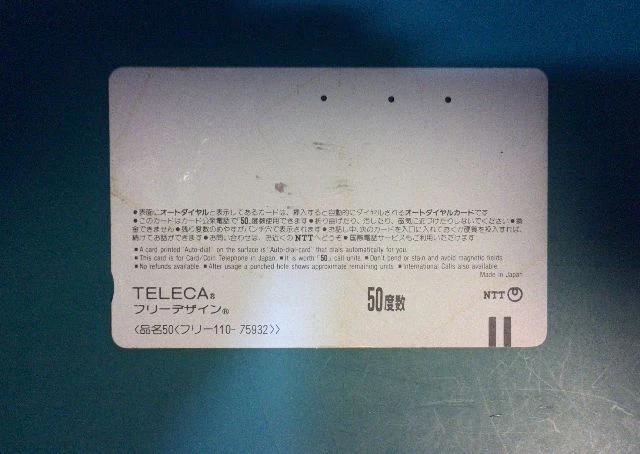 ●表面にオートダイヤルと表示してあるカードは、挿入すると自動的にダイヤルされるオートダイヤルカードです
●このカードはカード公衆電話で「50」度数使用できます●折り曲げたり、汚したり、磁気に近づけたりしないでください●換
金できません●残り度数のめやすがパンチ穴で表示されます●お話し中、次のカードを入口に入れておくか硬貨を投入すれば、
続けてお話ができます●お問い合わせは、お近くのNTTへどうぞ●国際電話サービスもご利用いただけます
■A card printed "Auto-dial" on the surface is "Auto-dial-card" that dials automatically for you.
■This card is for Card/Coin Telephone in Japan. ■It is worth「50」call units. ■Don't bend or stain and avoid magnetic fields.
■No refunds available. ■After usage a punched hole shows approximate remaining units. ■International Calls also available.
Made in Japan
TELECA®
フリーデザイン®
50度数
NTT
〈品名50〈フリー110-75932〉〉